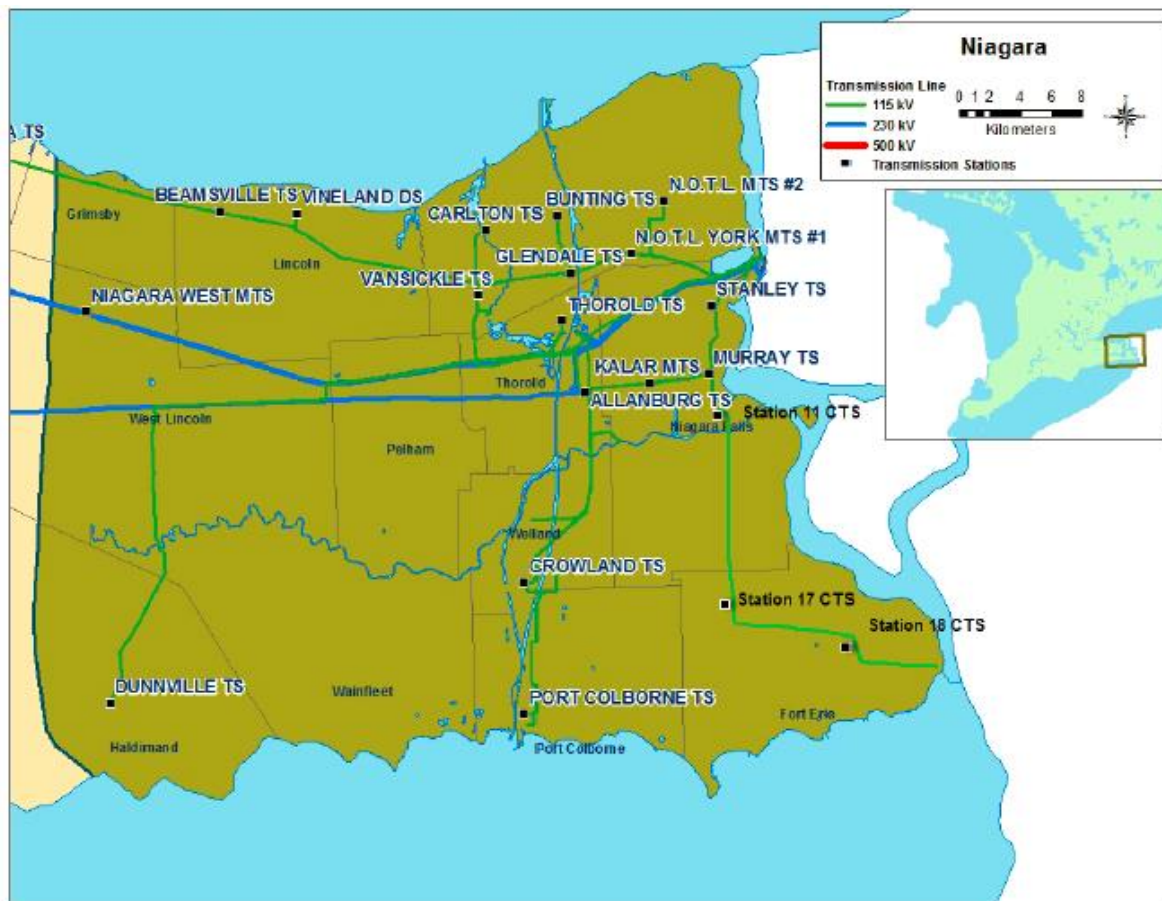 Niagara
Transmission Line
115 kV
230 kV
500 kV
Transmission Stations
0 1 2 4 6 8
Kilometers
A TS
BEAMSVILLE TS
VINELAND DS
CARLTON TS
BUNTING TS
N.O.T.L. MTS #2
Grimsby
Lincoln
GLENDALE TS
N.O.T.L. YORK MTS #1
VANSICKLE TS
NIAGARA WEST MTS
THOROLD TS
STANLEY TS
Thorold
KALAR MTS
MURRAY TS
ALLANBURG TS
Station 11 CTS
West Lincoln
Niagara Falls
Pelham
Welland
CROWLAND TS
Station 17 CTS
Station 18 CTS
DUNNVILLE TS
Wainfleet
PORT COLBORNE TS
Fort Erie
Haldimand
Port Colborne